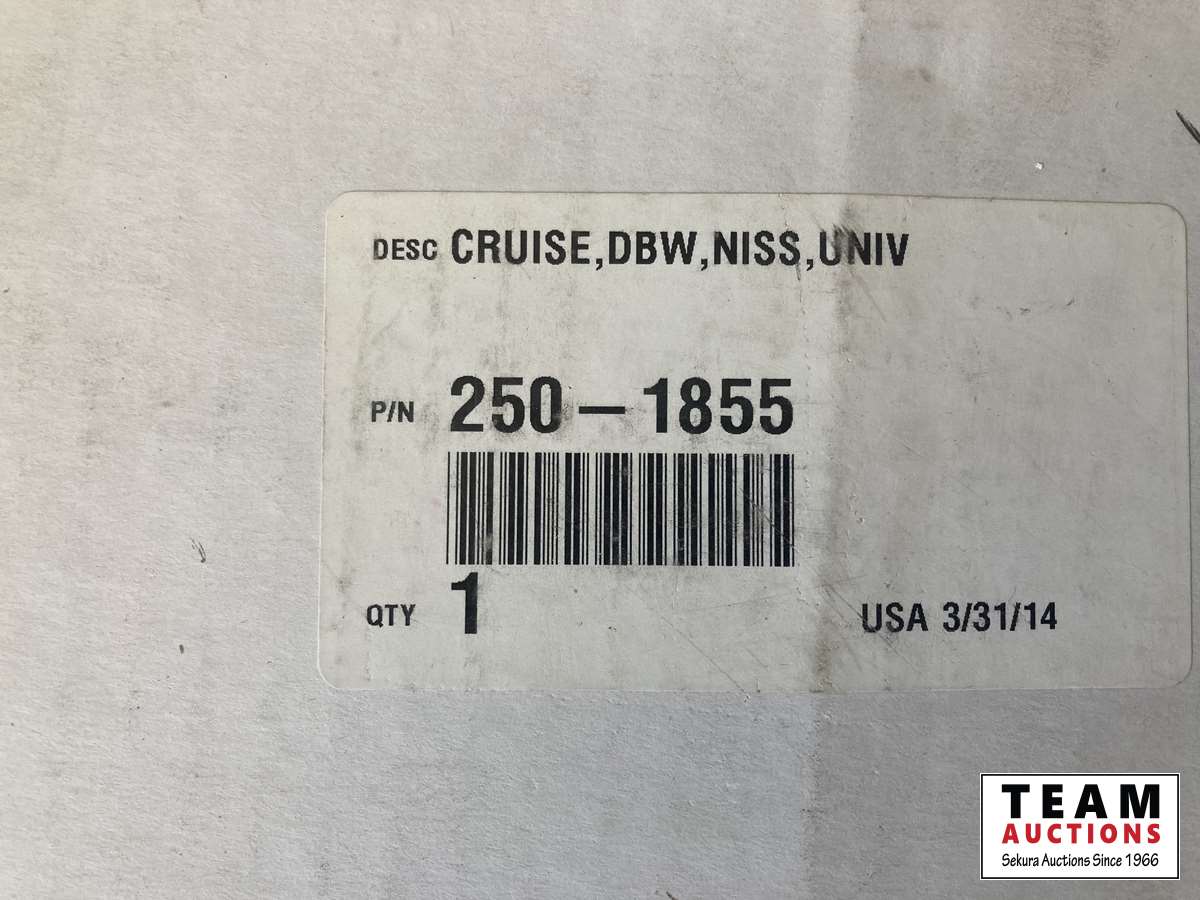 DESC CRUISE,DBW,NISS,UNIV
P/N 250-1855
QTY 1
USA 3/31/14
TEAM
AUCTIONS
Sekura Auctions Since 1966